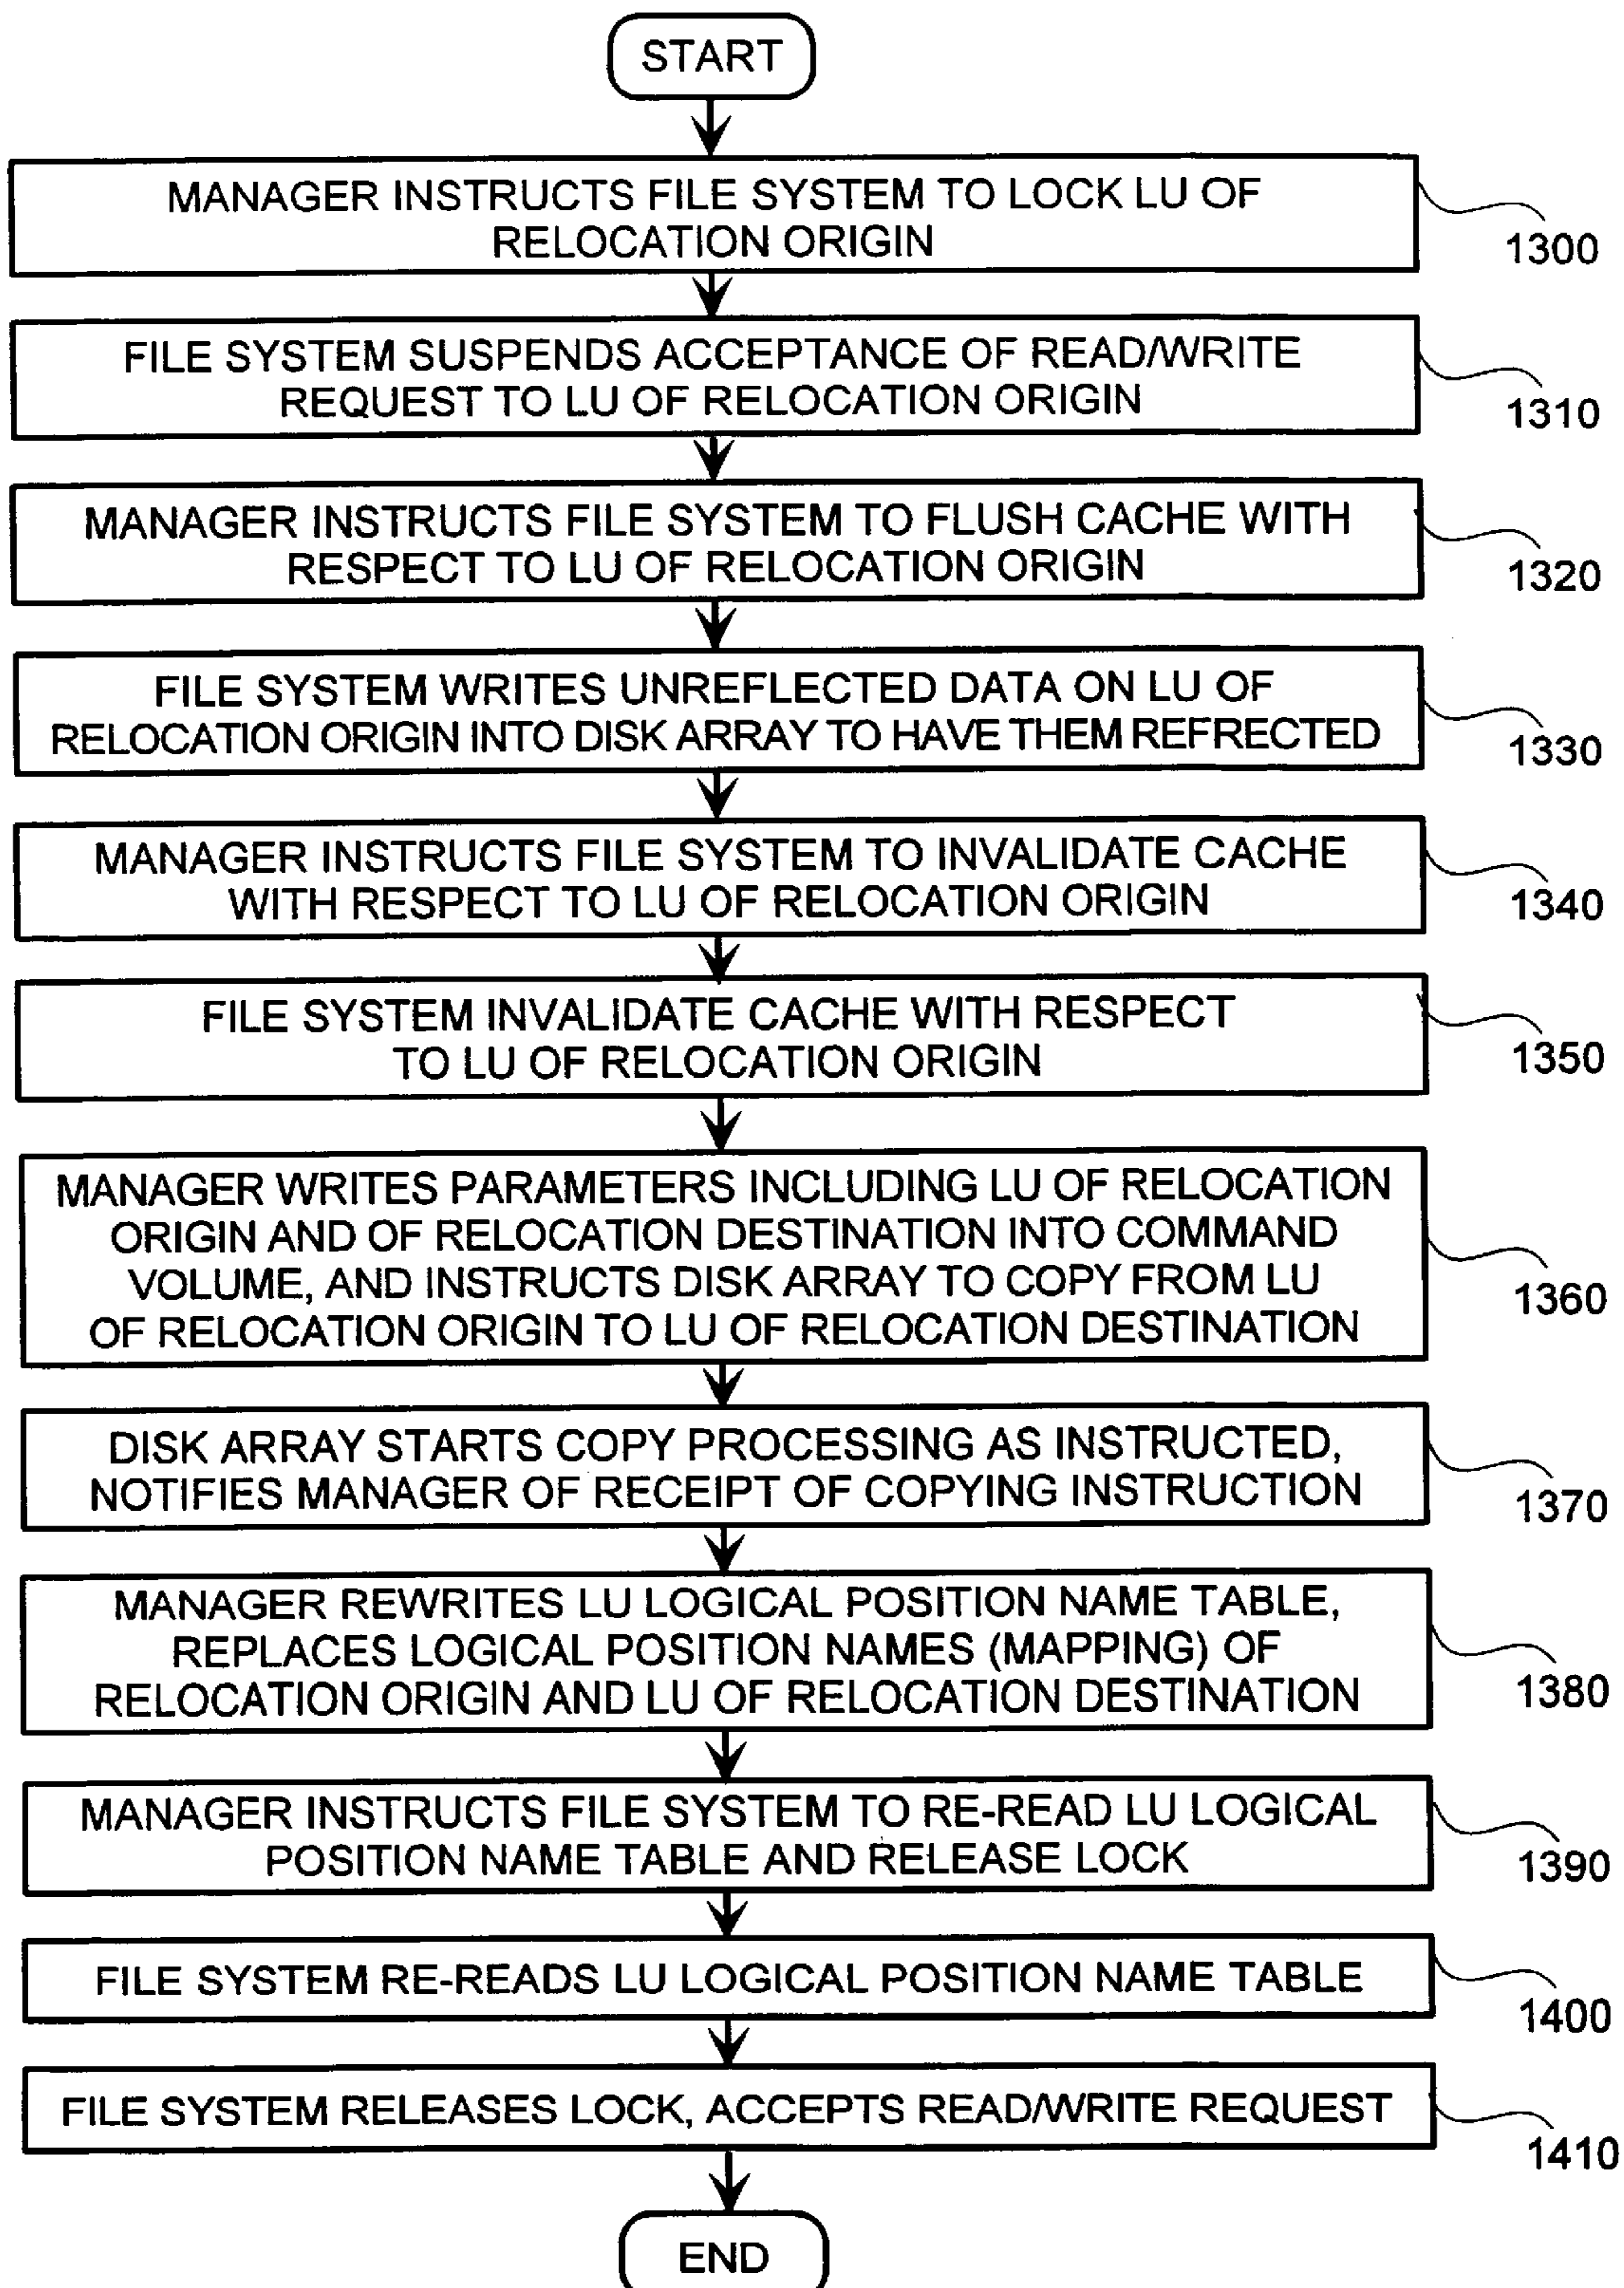 START
MANAGER INSTRUCTS FILE SYSTEM TO LOCK LU OF
RELOCATION ORIGIN
1300
FILE SYSTEM SUSPENDS ACCEPTANCE OF READ/WRITE
REQUEST TO LU OF RELOCATION ORIGIN
1310
MANAGER INSTRUCTS FILE SYSTEM TO FLUSH CACHE WITH
RESPECT TO LU OF RELOCATION ORIGIN
1320
FILE SYSTEM WRITES UNREFLECTED DATA ON LU OF
RELOCATION ORIGIN INTO DISK ARRAY TO HAVE THEM REFRECTED
1330
MANAGER INSTRUCTS FILE SYSTEM TO INVALIDATE CACHE
WITH RESPECT TO LU OF RELOCATION ORIGIN
1340
FILE SYSTEM INVALIDATE CACHE WITH RESPECT
TO LU OF RELOCATION ORIGIN
1350
MANAGER WRITES PARAMETERS INCLUDING LU OF RELOCATION
ORIGIN AND OF RELOCATION DESTINATION INTO COMMAND
VOLUME, AND INSTRUCTS DISK ARRAY TO COPY FROM LU
OF RELOCATION ORIGIN TO LU OF RELOCATION DESTINATION
1360
DISK ARRAY STARTS COPY PROCESSING AS INSTRUCTED,
NOTIFIES MANAGER OF RECEIPT OF COPYING INSTRUCTION
1370
MANAGER REWRITES LU LOGICAL POSITION NAME TABLE,
REPLACES LOGICAL POSITION NAMES (MAPPING) OF
RELOCATION ORIGIN AND LU OF RELOCATION DESTINATION
1380
MANAGER INSTRUCTS FILE SYSTEM TO RE-READ LU LOGICAL
POSITION NAME TABLE AND RELEASE LOCK
1390
FILE SYSTEM RE-READS LU LOGICAL POSITION NAME TABLE
1400
FILE SYSTEM RELEASES LOCK, ACCEPTS READ/WRITE REQUEST
1410
END